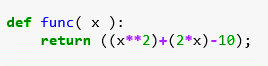 def func( x ):
    return ((x**2)+(2*x)-10);